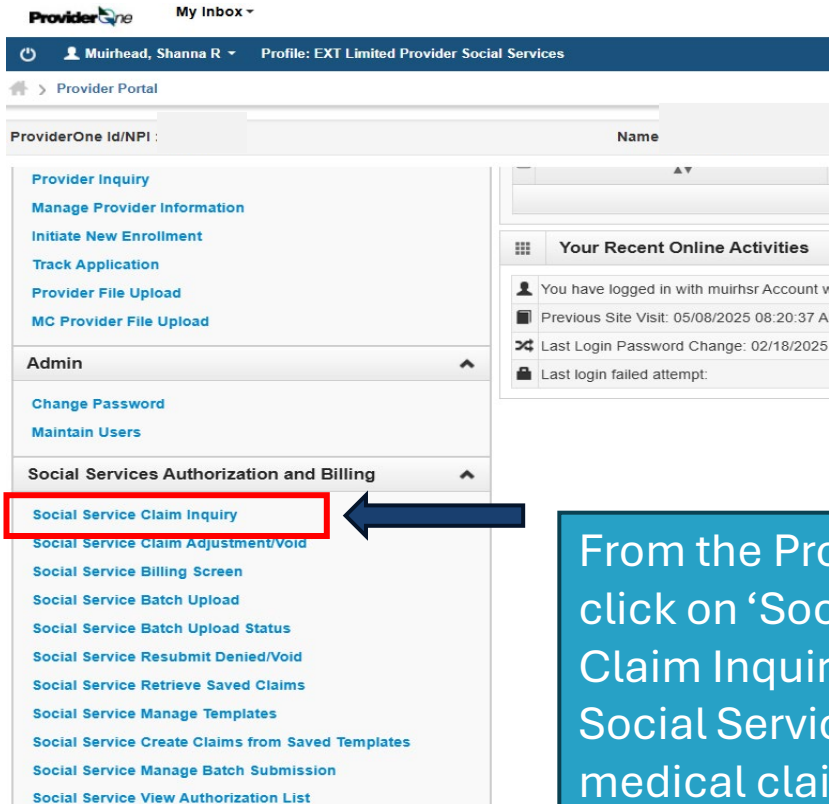 ProviderOne My Inbox
Muirhead, Shanna R Profile: EXT Limited Provider Social Services
Provider Portal
ProviderOne Id/NPI : Name
Provider Inquiry
Manage Provider Information
Initiate New Enrollment
Track Application
Provider File Upload
MC Provider File Upload
Admin
Change Password
Maintain Users
Social Services Authorization and Billing
Social Service Claim Inquiry
Social Service Claim Adjustment/Void
Social Service Billing Screen
Social Service Batch Upload
Social Service Batch Upload Status
Social Service Resubmit Denied/Void
Social Service Retrieve Saved Claims
Social Service Manage Templates
Social Service Create Claims from Saved Templates
Social Service Manage Batch Submission
Social Service View Authorization List
Your Recent Online Activities
You have logged in with muirhsr Account
Previous Site Visit: 05/08/2025 08:20:37
Last Login Password Change: 02/18/2025
Last login failed attempt:
From the
click on
Claim
Social
medical